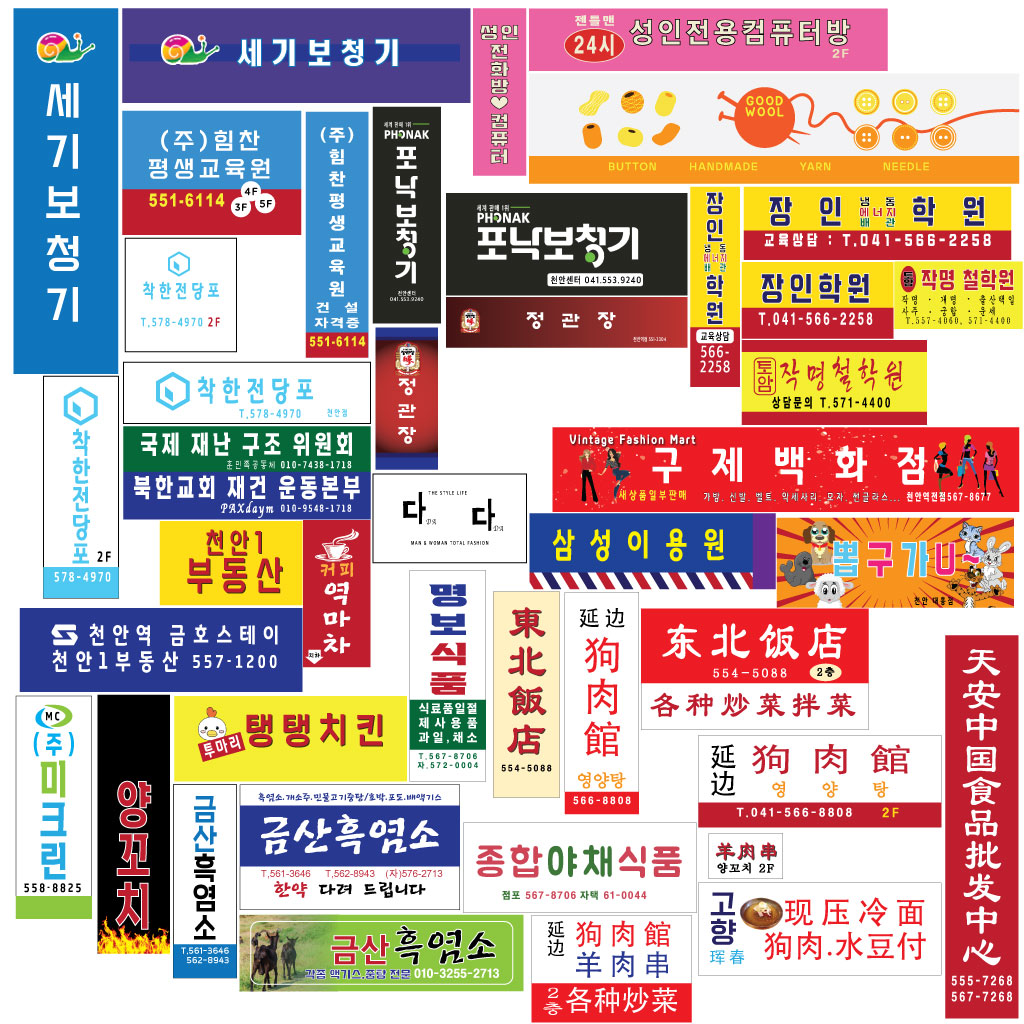 세기보청기
세기보청기
성인
전화방
컴퓨터
젠틀맨
24시 성인전용컴퓨터방
2F
GOOD
WOOL
BUTTON HANDMADE YARN NEEDLE
(주)힘찬
평생교육원
551-6114 3F 4F 5F
(주)힘찬평생교육원
건 설
자격증
551-6114
세계 판매 1위
PHONAK
포낙보청기
천안센터
041.553.9240
세계 판매 1위
PHONAK
포낙보청기
천안센터 041.553.9240
장인
냉 동
에너지
배 관
학원
교육상담
566-
2258
장 인 냉 동 에너지 배 관 학 원
교육상담 : T.041-566-2258
장인학원
T.041-566-2258
토암 작명 철학원
작명 · 개명 · 출산택일
사주 · 궁합 · 운세
T.557-4060, 571-4400
토암 작명철학원
상담문의 T.571-4400
착한전당포
T.578-4970 2F
정관장
정관장
착한전당포
2F
578-4970
착한전당포
T.578-4970 천안점
국제 재난 구조 위원회
훈민족공동체 010-7438-1718
북한교회 재건 운동본부
PAXdaym 010-9548-1718
Vintage Fashion Mart
구제백화점
새상품일부판매 가방, 신발, 벨트, 악세사리, 모자, 썬글라스... 천안역전점567-8677
THE STYLE LIFE
다 DA 다 DA
MAN & WOMAN TOTAL FASHION
삼성이용원
뽑구가U~
천안 대흥점
천안1
부동산
커피
역마차
천안역 금호스테이
천안1부동산 557-1200
명보식품
식료품일절
제사용품
과일,채소
T.567-8706
자.572-0004
東北飯店
554-5088
延边
狗肉館
영양탕
566-8808
东北饭店
554-5088 2층
各种炒菜拌菜
天安中国食品批发中心
555-7268
567-7268
MC
(주)미크린
558-8825
양꼬치
투마리 탱탱치킨
延边 狗肉館
영양탕
T.041-566-8808 2F
금산흑염소
T.561-3646
562-8943
흑염소.개소주.민물고기중탕/호박.포도.배액기스
금산흑염소
T.561-3646 T.562-8943 (자)576-2713
한약 다려 드립니다
종합야채식품
점포 567-8706 자택 61-0044
羊肉串
양꼬치 2F
고향
珲春
现压冷面
狗肉.水豆付
금산흑염소
각종 액기스.중탕 전문 010-3255-2713
延边 狗肉館
羊肉串
2층 各种炒菜